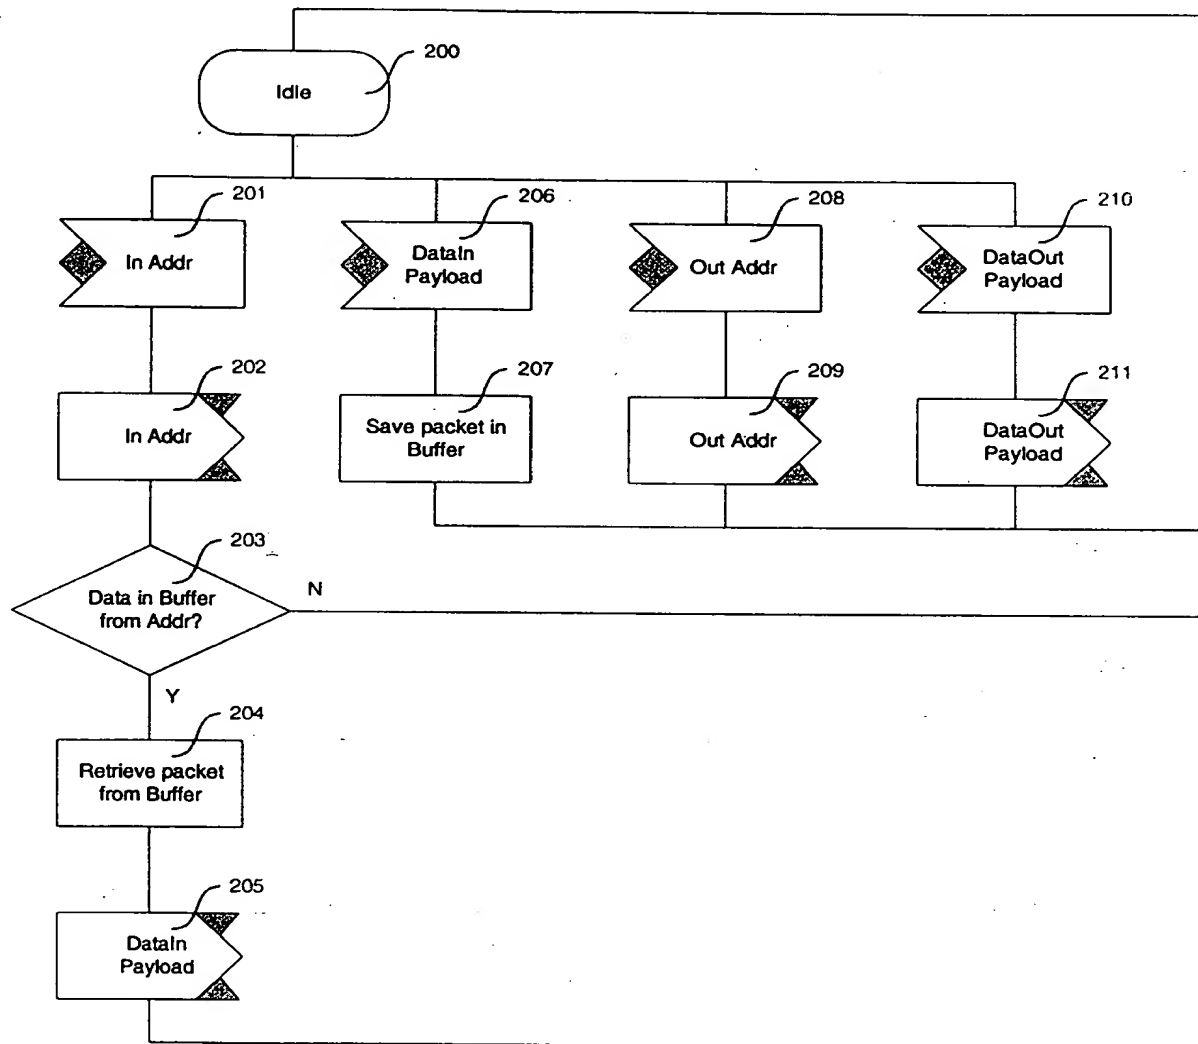 200
Idle
201
206
208
210
In Addr
DataIn
Payload
Out Addr
DataOut
Payload
202
207
209
211
In Addr
Save packet in
Buffer
Out Addr
DataOut
Payload
203
Data in Buffer
from Addr?
N
Y
204
Retrieve packet
from Buffer
205
DataIn
Payload